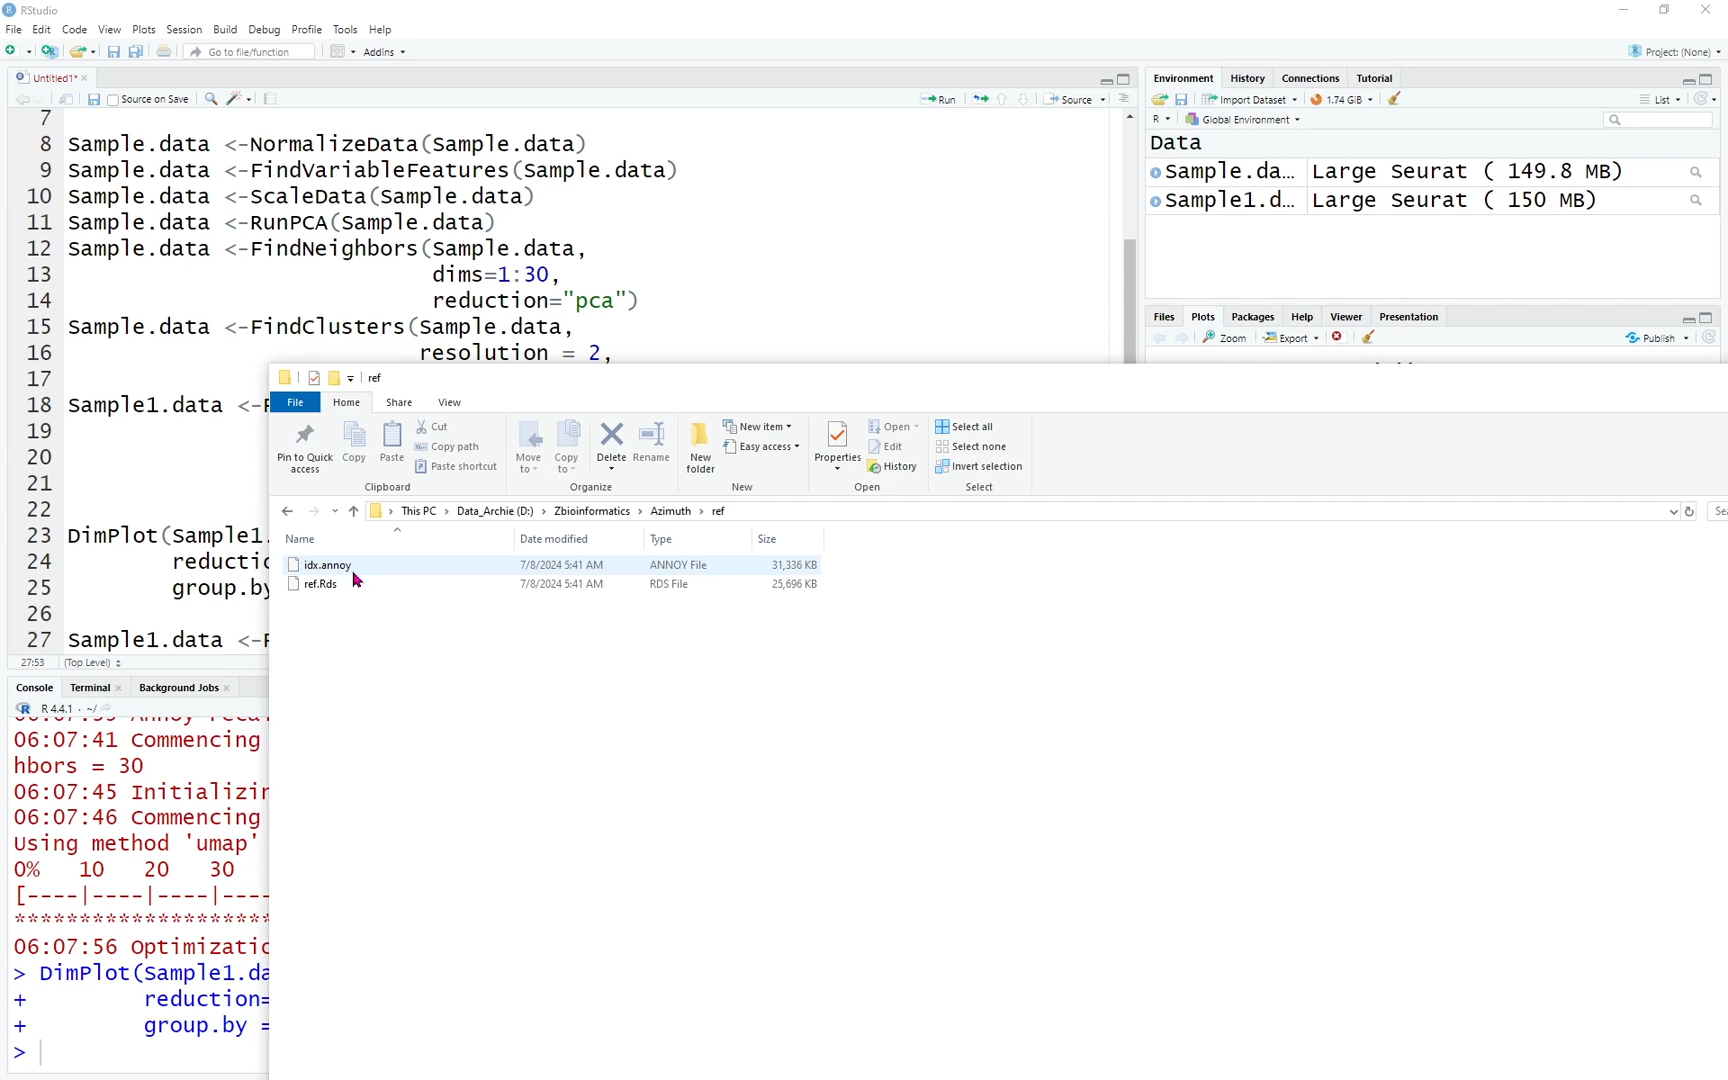 RStudio
File Edit Code View Plots Session Build Debug Profile Tools Help
Go to file/function Addins
Project: (None)
Untitled1*
Source on Save Run Source
7
8 Sample.data <-NormalizeData(Sample.data)
9 Sample.data <-FindVariableFeatures(Sample.data)
10 Sample.data <-ScaleData(Sample.data)
11 Sample.data <-RunPCA(Sample.data)
12 Sample.data <-FindNeighbors(Sample.data,
13 dims=1:30,
14 reduction="pca")
15 Sample.data <-FindClusters(Sample.data,
16 resolution = 2,
17
18 Sample1.data <-
19
20
21
22
23 DimPlot(Sample1.
24 reductio
25 group.by
26
27 Sample1.data <-
27:53 (Top Level)
Console Terminal Background Jobs
R 4.4.1 · ~/
06:07:41 Commencing
hbors = 30
06:07:45 Initializin
06:07:46 Commencing
Using method 'umap'
0% 10 20 30
[----|----|----|----
********************
06:07:56 Optimizatio
> DimPlot(Sample1.da
+ reduction=
+ group.by =
>
Environment History Connections Tutorial
Import Dataset 1.74 GiB List
R Global Environment
Data
Sample.da… Large Seurat ( 149.8 MB)
Sample1.d… Large Seurat ( 150 MB)
Files Plots Packages Help Viewer Presentation
Zoom Export Publish
ref
File Home Share View
Pin to Quick access
Copy
Paste
Cut
Copy path
Paste shortcut
Clipboard
Move to
Copy to
Delete
Rename
Organize
New folder
New item
Easy access
New
Properties
Open
Edit
History
Open
Select all
Select none
Invert selection
Select
This PC > Data_Archie (D:) > Zbioinformatics > Azimuth > ref
Name Date modified Type Size
idx.annoy 7/8/2024 5:41 AM ANNOY File 31,336 KB
ref.Rds 7/8/2024 5:41 AM RDS File 25,696 KB